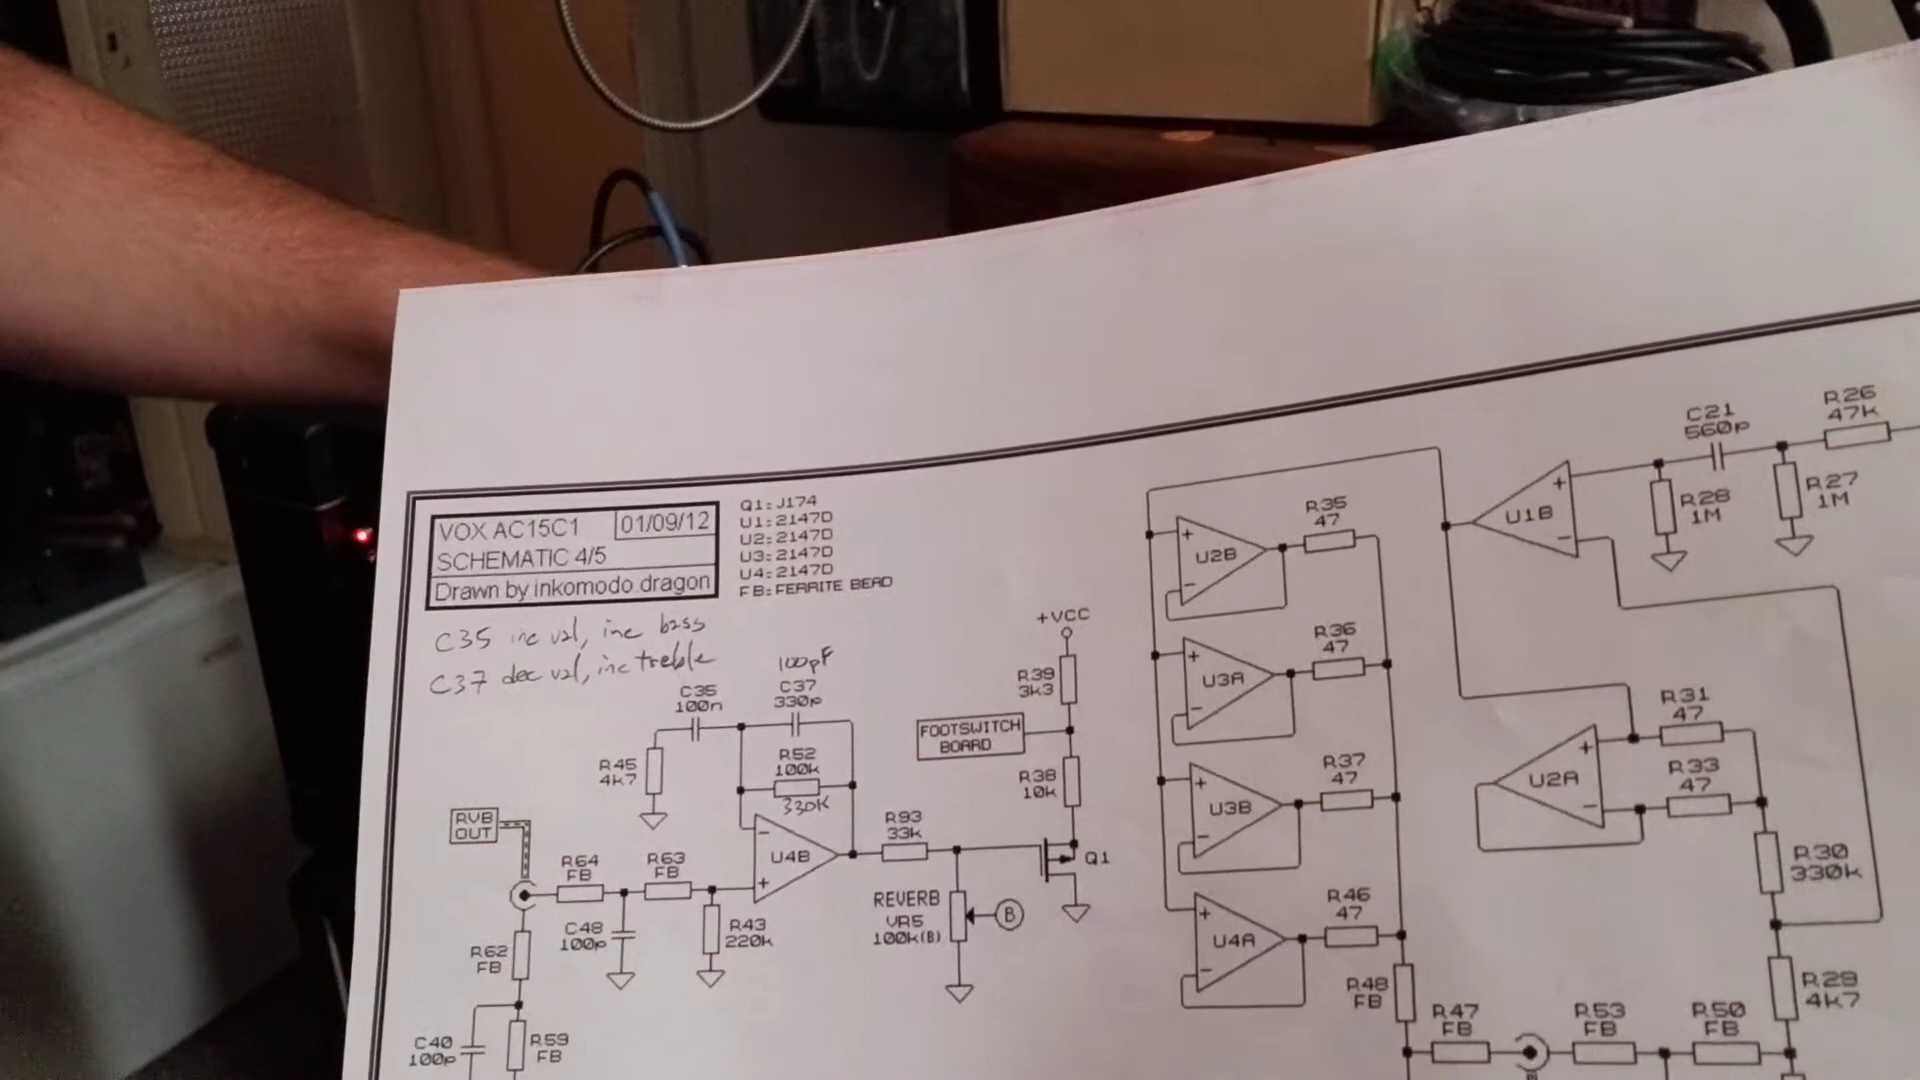 VOX AC15C1 01/09/12
SCHEMATIC 4/5
Drawn by inkomodo.dragon
Q1:J174
U1:2147D
U2:2147D
U3:2147D
U4:2147D
FB:FERRITE BEAD
C35 inc val, inc bass
C37 dec val, inc treble
100pF
C35
100n
C37
330p
R45
4k7
R52
100k
330K
RVB
OUT
R64
FB
R63
FB
U4B
-
+
C48
100p
R43
220k
R62
FB
C40
100p
R59
FB
R93
33k
REVERB
VR5
100k(B)
B
+VCC
R39
3k3
FOOTSWITCH
BOARD
R38
10k
Q1
+
U2B
-
R35
47
+
U3A
-
R36
47
+
U3B
-
R37
47
+
U4A
-
R46
47
R48
FB
R47
FB
R53
FB
R50
FB
U1B
+
-
C21
560p
R26
47k
R28
1M
R27
1M
R31
47
U2A
+
-
R33
47
R30
330k
R29
4k7